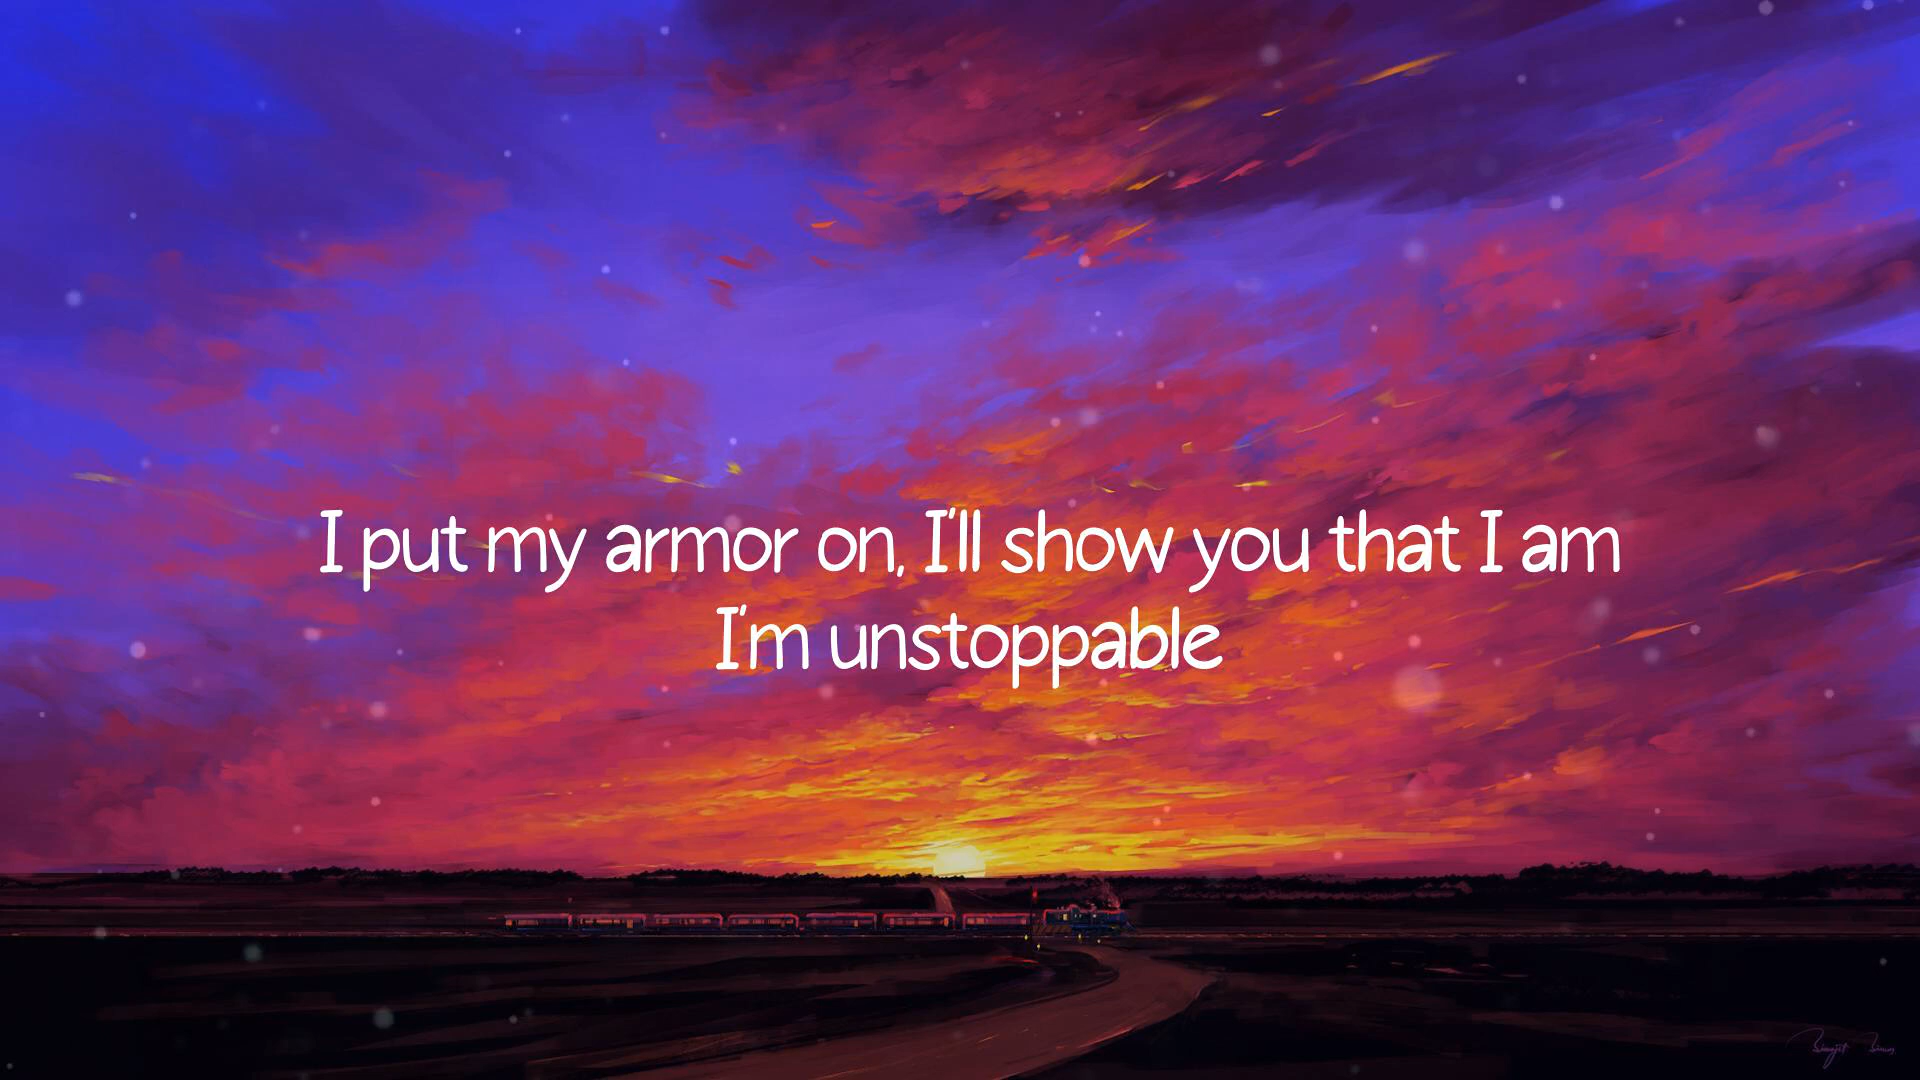 I put my armor on, I'll show you that I am
I'm unstoppable